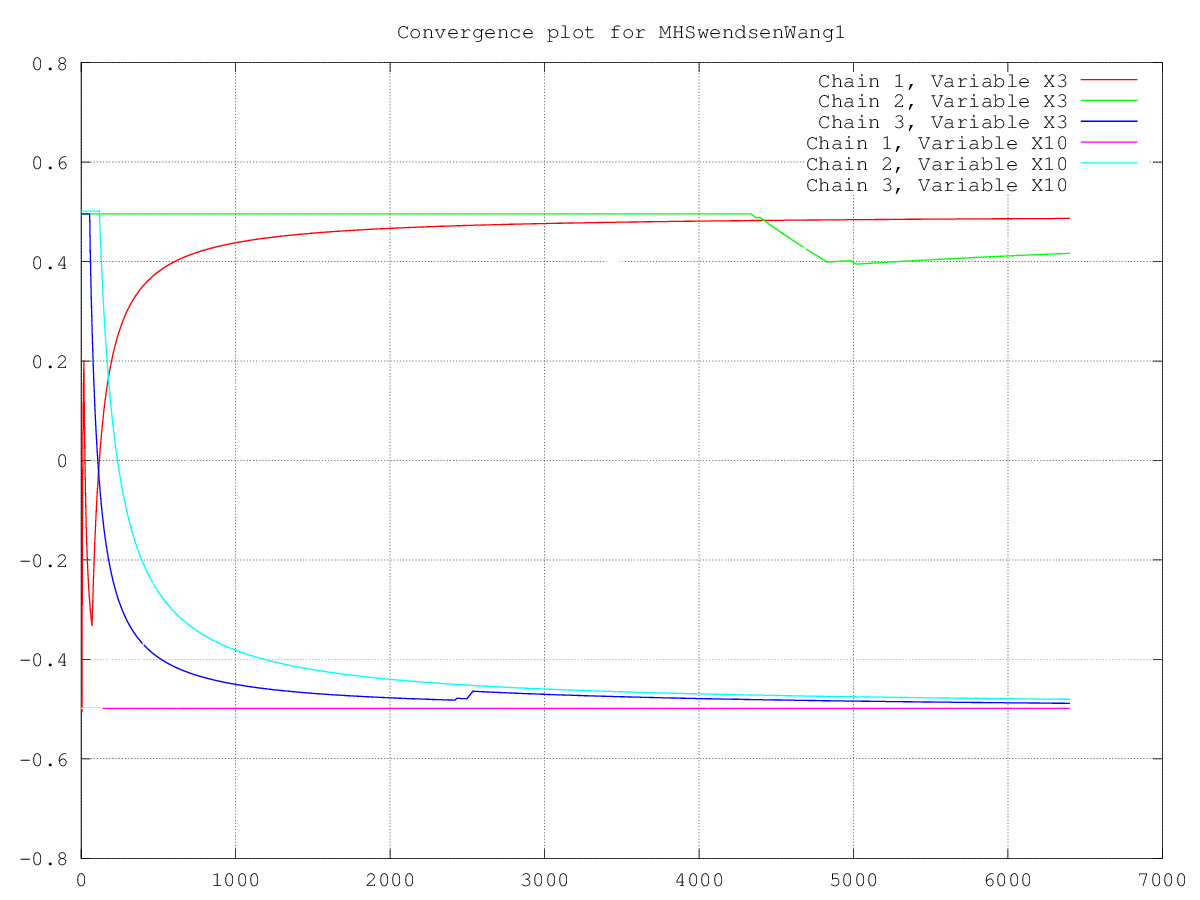 Convergence plot for MHSwendsenWang1
0.8
0.6
0.4
0.2
0
-0.2
-0.4
-0.6
-0.8
Chain 1, Variable X3
Chain 2, Variable X3
Chain 3, Variable X3
Chain 1, Variable X10
Chain 2, Variable X10
Chain 3, Variable X10
0 1000 2000 3000 4000 5000 6000 7000